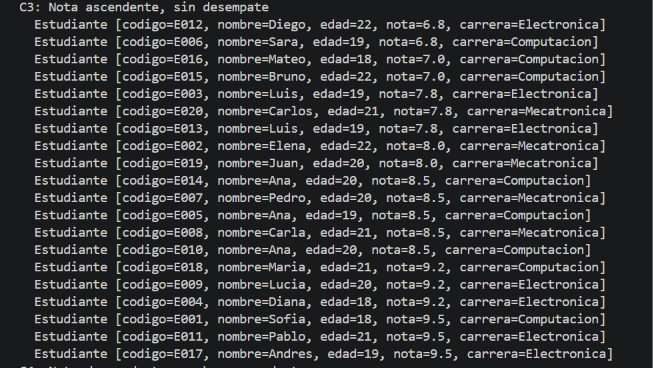 C3: Nota ascendente, sin desempate
Estudiante [codigo=E012, nombre=Diego, edad=22, nota=6.8, carrera=Electronica]
Estudiante [codigo=E006, nombre=Sara, edad=19, nota=6.8, carrera=Computacion]
Estudiante [codigo=E016, nombre=Mateo, edad=18, nota=7.0, carrera=Computacion]
Estudiante [codigo=E015, nombre=Bruno, edad=22, nota=7.0, carrera=Computacion]
Estudiante [codigo=E003, nombre=Luis, edad=19, nota=7.8, carrera=Electronica]
Estudiante [codigo=E020, nombre=Carlos, edad=21, nota=7.8, carrera=Mecatronica]
Estudiante [codigo=E013, nombre=Luis, edad=19, nota=7.8, carrera=Electronica]
Estudiante [codigo=E002, nombre=Elena, edad=22, nota=8.0, carrera=Mecatronica]
Estudiante [codigo=E019, nombre=Juan, edad=20, nota=8.0, carrera=Mecatronica]
Estudiante [codigo=E014, nombre=Ana, edad=20, nota=8.5, carrera=Computacion]
Estudiante [codigo=E007, nombre=Pedro, edad=20, nota=8.5, carrera=Mecatronica]
Estudiante [codigo=E005, nombre=Ana, edad=19, nota=8.5, carrera=Computacion]
Estudiante [codigo=E008, nombre=Carla, edad=21, nota=8.5, carrera=Mecatronica]
Estudiante [codigo=E010, nombre=Ana, edad=20, nota=8.5, carrera=Computacion]
Estudiante [codigo=E018, nombre=Maria, edad=21, nota=9.2, carrera=Computacion]
Estudiante [codigo=E009, nombre=Lucia, edad=20, nota=9.2, carrera=Electronica]
Estudiante [codigo=E004, nombre=Diana, edad=18, nota=9.2, carrera=Electronica]
Estudiante [codigo=E001, nombre=Sofia, edad=18, nota=9.5, carrera=Computacion]
Estudiante [codigo=E011, nombre=Pablo, edad=21, nota=9.5, carrera=Electronica]
Estudiante [codigo=E017, nombre=Andres, edad=19, nota=9.5, carrera=Electronica]